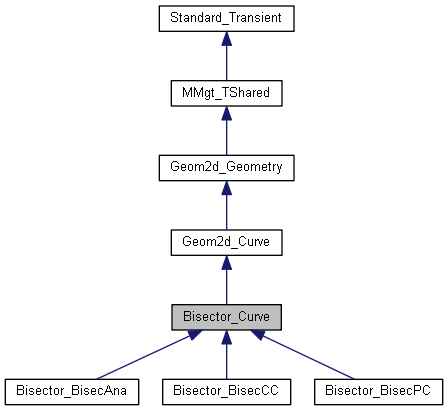 Standard_Transient
MMgt_TShared
Geom2d_Geometry
Geom2d_Curve
Bisector_Curve
Bisector_BisecAna
Bisector_BisecCC
Bisector_BisecPC